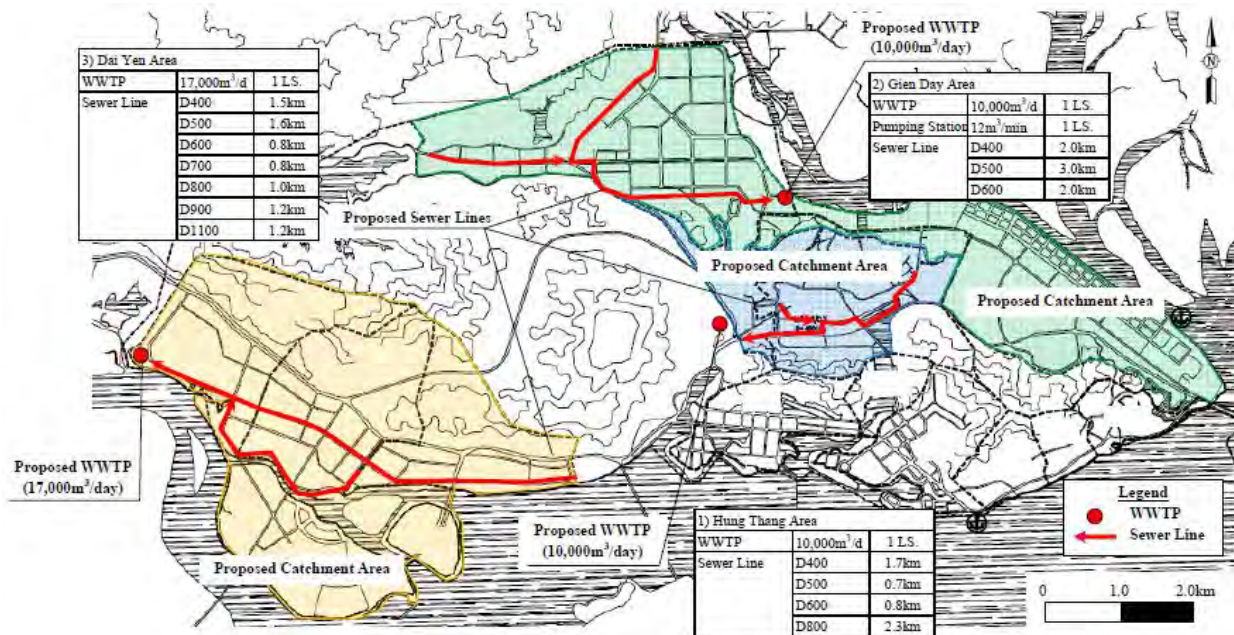 Proposed WWTP
(10,000m³/day)
N
3) Dai Yen Area
WWTP 17,000m³/d 1 LS.
Sewer Line D400 1.5km
D500 1.6km
D600 0.8km
D700 0.8km
D800 1.0km
D900 1.2km
D1100 1.2km
2) Gien Day Area
WWTP 10,000m³/d 1 LS.
Pumping Station 12m³/min 1 LS.
Sewer Line D400 2.0km
D500 3.0km
D600 2.0km
Proposed Sewer Lines
Proposed Catchment Area
Proposed Catchment Area
Proposed WWTP
(17,000m³/day)
Proposed WWTP
(10,000m³/day)
Proposed Catchment Area
1) Hung Thang Area
WWTP 10,000m³/d 1 LS.
Sewer Line D400 1.7km
D500 0.7km
D600 0.8km
D800 2.3km
Legend
WWTP
Sewer Line
0 1.0 2.0km